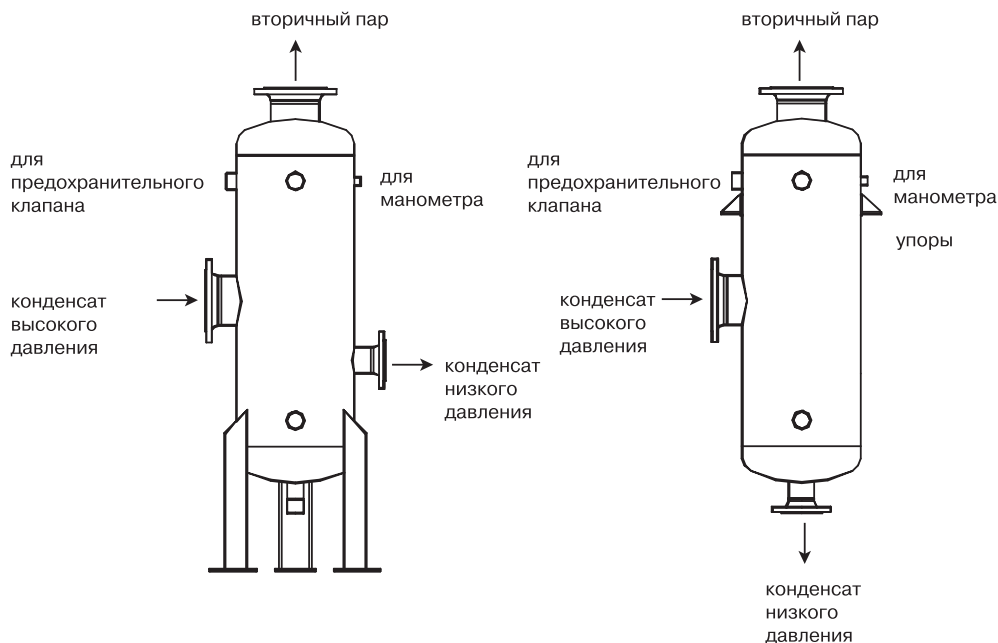 вторичный пар
для
предохранительного
клапана
для
манометра
конденсат
высокого
давления
конденсат
низкого
давления
вторичный пар
для
предохранительного
клапана
для
манометра
упоры
конденсат
высокого
давления
конденсат
низкого
давления